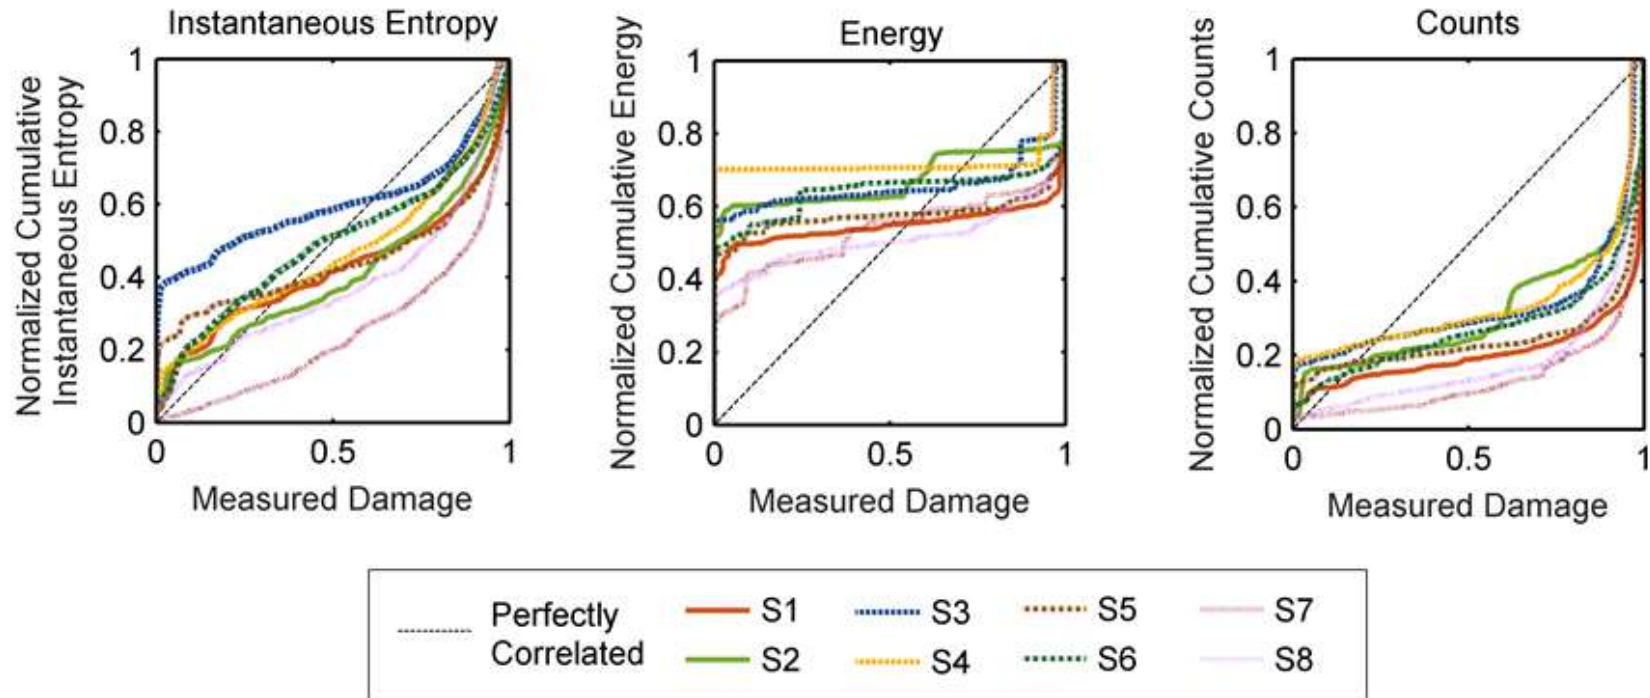 Instantaneous Entropy
Normalized Cumulative
Instantaneous Entropy
1
0.8
0.6
0.4
0.2
0
0 0.5 1
Measured Damage
Energy
Normalized Cumulative Energy
1
0.8
0.6
0.4
0.2
0
0 0.5 1
Measured Damage
Counts
Normalized Cumulative Counts
1
0.8
0.6
0.4
0.2
0
0 0.5 1
Measured Damage
Perfectly
Correlated
S1 S3 S5 S7
S2 S4 S6 S8